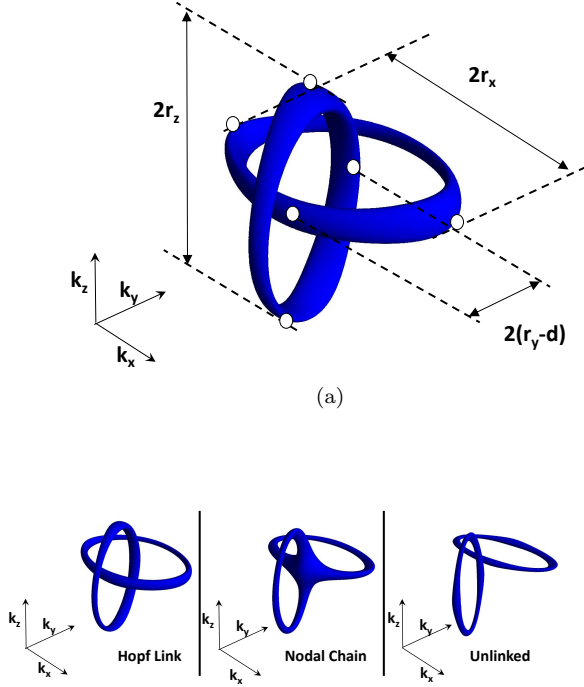 2r_x
2r_z
k_z
k_y
k_x
2(r_y-d)
(a)
k_z
k_y
k_x
Hopf Link
k_z
k_y
k_x
Nodal Chain
k_z
k_y
k_x
Unlinked